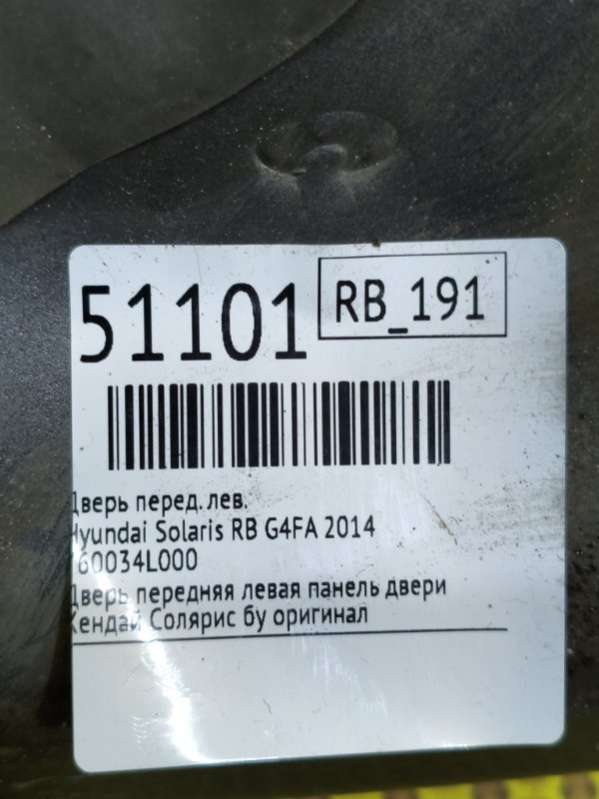 51101
RB_191
Дверь перед. лев.
Hyundai Solaris RB G4FA 2014
760034L000
Дверь передняя левая панель двери
Хендай Солярис бу оригинал